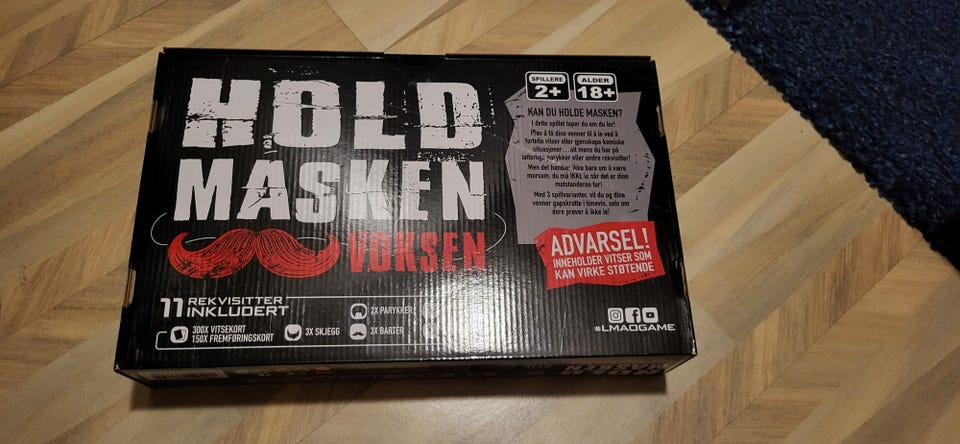 HOLD
MASKEN
VOKSEN
SPILLERE
2+
ALDER
18+
KAN DU HOLDE MASKEN?
I dette spillet taper du om du ler!
Prøv å få dine venner til å le ved å
fortelle vitser eller gjenskape komiske
situasjoner... alt mens du har på
latterlige parykker eller andre rekvisitter!
Men det handler ikke bare om å være
morsom; du må IKKE le når det er dine
motstanderes tur!
Med 3 spillvarianter, vil du og dine
venner gapskratte i timevis, selv om
dere prøver å ikke le!
ADVARSEL!
INNEHOLDER VITSER SOM
KAN VIRKE STØTENDE
11 REKVISITTER
INKLUDERT
300X VITSEKORT
150X FREMFØRINGSKORT
3X SKJEGG
2X PARYKKER
3X BARTER
#LMAOGAME
HOLD
MASKEN